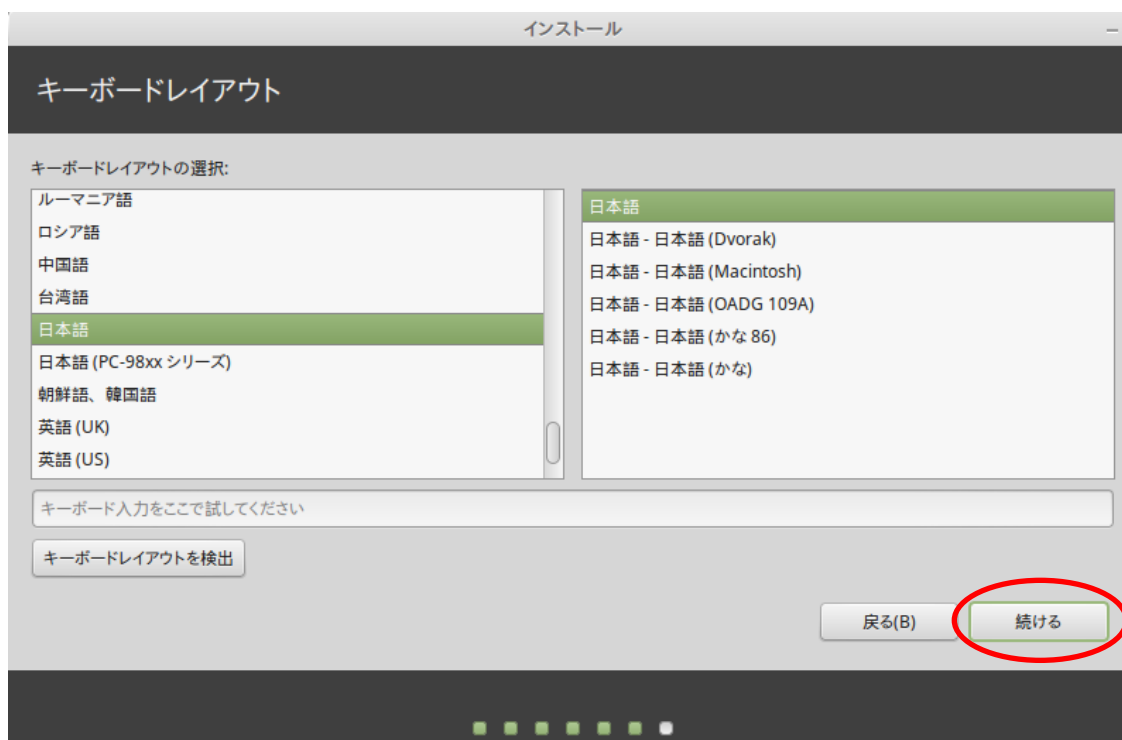 インストール
キーボードレイアウト
キーボードレイアウトの選択:
ルーマニア語
ロシア語
中国語
台湾語
日本語
日本語 (PC-98xx シリーズ)
朝鮮語、韓国語
英語 (UK)
英語 (US)
日本語
日本語 - 日本語 (Dvorak)
日本語 - 日本語 (Macintosh)
日本語 - 日本語 (OADG 109A)
日本語 - 日本語 (かな 86)
日本語 - 日本語 (かな)
キーボード入力をここで試してください
キーボードレイアウトを検出
戻る(B)
続ける